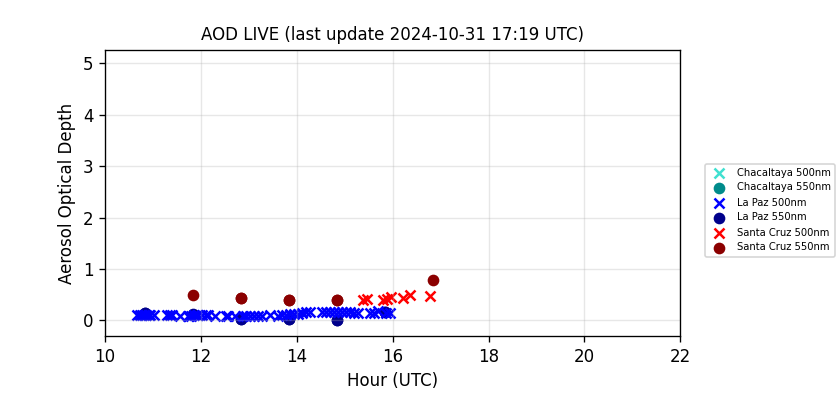 AOD LIVE (last update 2024-10-31 17:19 UTC)
5
4
3
2
1
0
Aerosol Optical Depth
10 12 14 16 18 20 22
Hour (UTC)
Chacaltaya 500nm
Chacaltaya 550nm
La Paz 500nm
La Paz 550nm
Santa Cruz 500nm
Santa Cruz 550nm